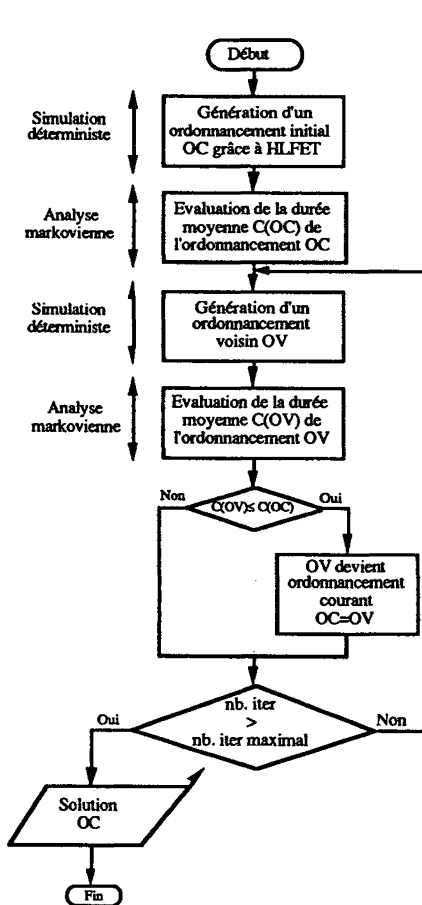 Début
Simulation
déterministe
Génération d'un
ordonnancement initial
OC grâce à HLFET
Analyse
markovienne
Evaluation de la durée
moyenne C(OC) de
l'ordonnancement OC
Simulation
déterministe
Génération d'un
ordonnancement
voisin OV
Analyse
markovienne
Evaluation de la durée
moyenne C(OV) de
l'ordonnancement OV
Non
C(OV)≤ C(OC)
Oui
OV devient
ordonnancement
courant
OC=OV
Oui
nb. iter
>
nb. iter maximal
Non
Solution
OC
Fin